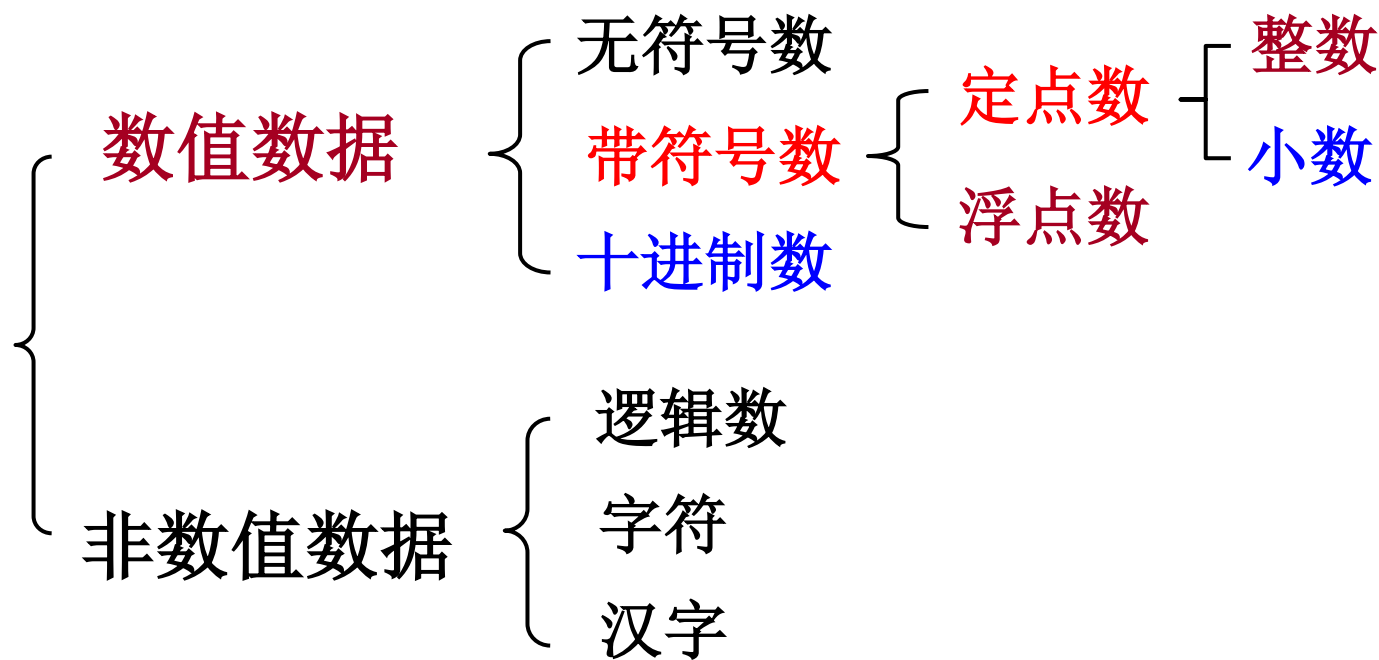 数值数据
无符号数
带符号数
十进制数
定点数
浮点数
整数
小数
非数值数据
逻辑数
字符
汉字